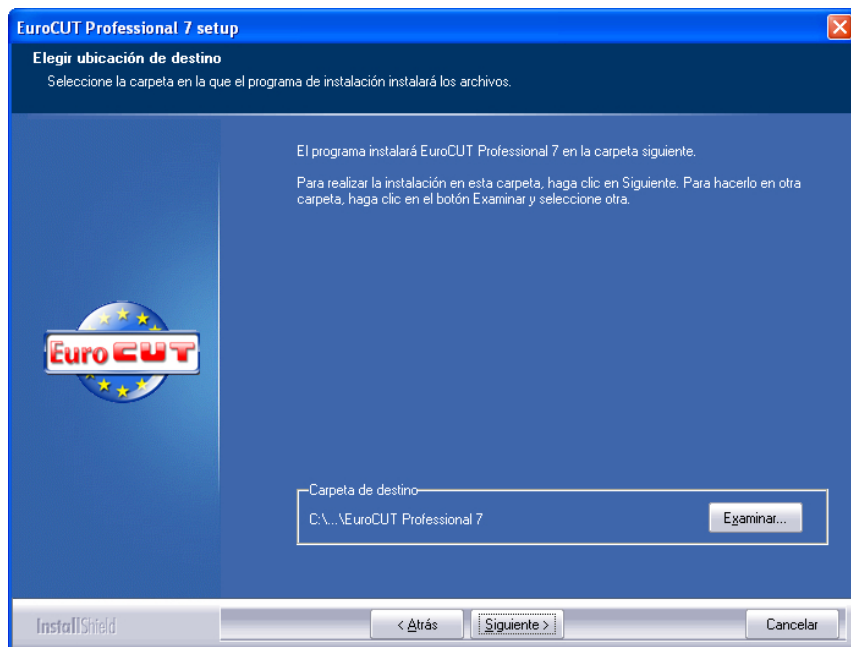 EuroCUT Professional 7 setup
Elegir ubicación de destino
Seleccione la carpeta en la que el programa de instalación instalará los archivos.
El programa instalará EuroCUT Professional 7 en la carpeta siguiente.
Para realizar la instalación en esta carpeta, haga clic en Siguiente. Para hacerlo en otra
carpeta, haga clic en el botón Examinar y seleccione otra.
Euro CUT
Carpeta de destino
C:\...\EuroCUT Professional 7
Examinar...
InstallShield
< Atrás
Siguiente >
Cancelar